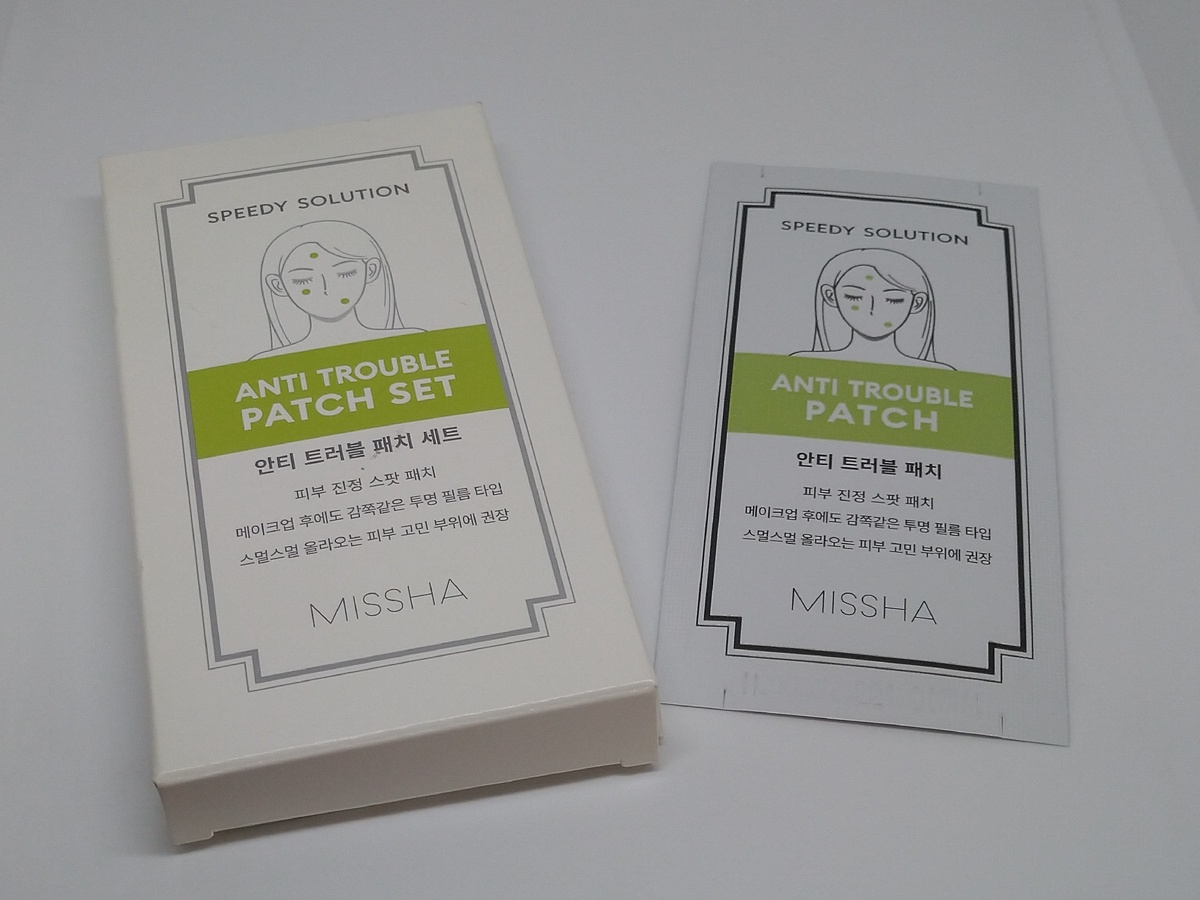 SPEEDY SOLUTION
ANTI TROUBLE
PATCH SET
안티 트러블 패치 세트
피부 진정 스팟 패치
메이크업 후에도 감쪽같은 투명 필름 타입
스멀스멀 올라오는 피부 고민 부위에 권장
MISSHA
SPEEDY SOLUTION
ANTI TROUBLE
PATCH
안티 트러블 패치
피부 진정 스팟 패치
메이크업 후에도 감쪽같은 투명 필름 타입
스멀스멀 올라오는 피부 고민 부위에 권장
MISSHA